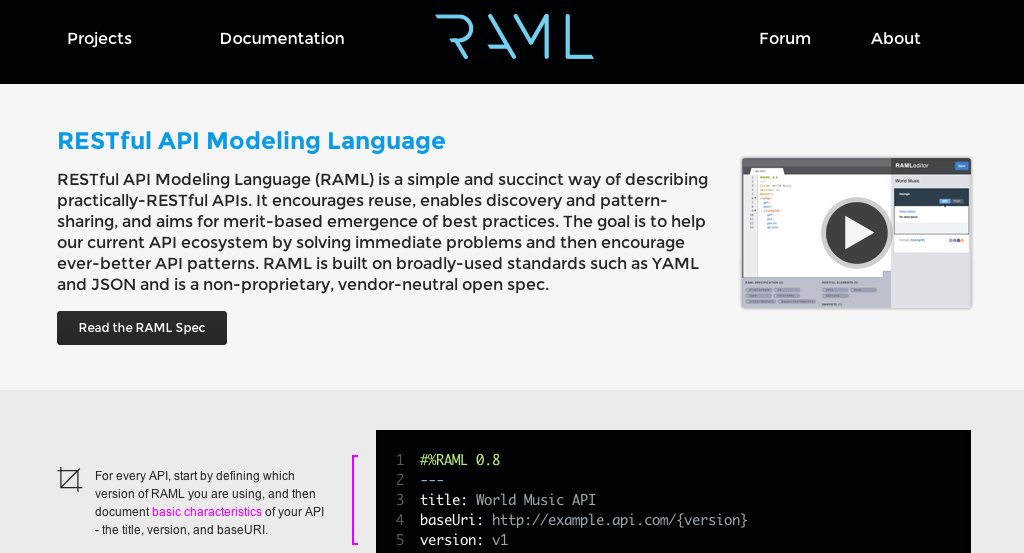 Projects
Documentation
RAML
Forum
About
RESTful API Modeling Language
RESTful API Modeling Language (RAML) is a simple and succinct way of describing
practically-RESTful APIs. It encourages reuse, enables discovery and pattern-
sharing, and aims for merit-based emergence of best practices. The goal is to help
our current API ecosystem by solving immediate problems and then encourage
ever-better API patterns. RAML is built on broadly-used standards such as YAML
and JSON and is a non-proprietary, vendor-neutral open spec.
Read the RAML Spec
RAMLeditor
World Music
For every API, start by defining which
version of RAML you are using, and then
document basic characteristics of your API
- the title, version, and baseURI.
1 #%RAML 0.8
2 ---
3 title: World Music API
4 baseUri: http://example.api.com/{version}
5 version: v1